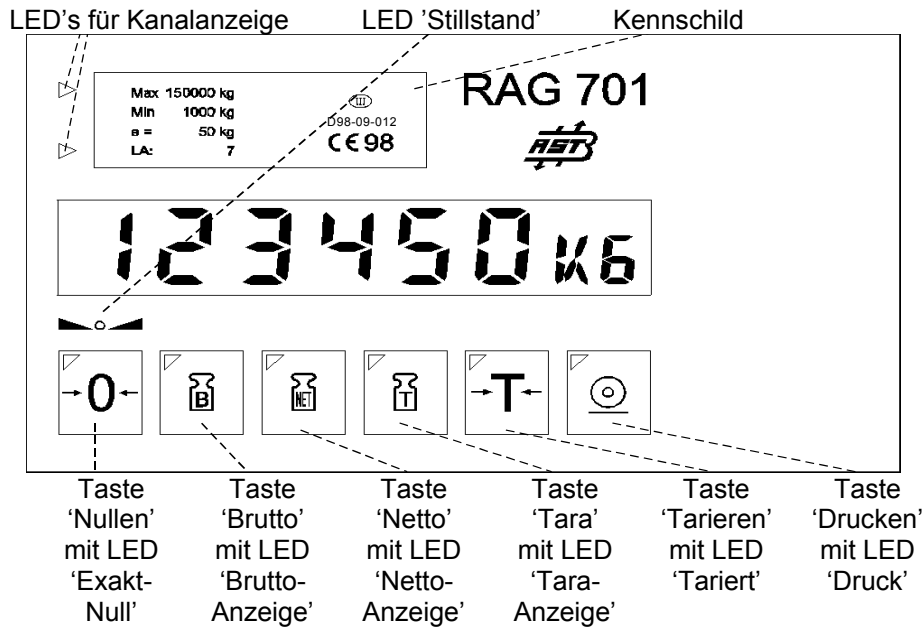 LED's für Kanalanzeige LED 'Stillstand' Kennschild
Max 150000 kg
Min 1000 kg
e = 50 kg
LA: 7
III
D98-09-012
CE 98
RAG 701
AST
123450KG
0
B
NET
T
T
Taste 'Nullen' mit LED 'Exakt-Null'
Taste 'Brutto' mit LED 'Brutto-Anzeige'
Taste 'Netto' mit LED 'Netto-Anzeige'
Taste 'Tara' mit LED 'Tara-Anzeige'
Taste 'Tarieren' mit LED 'Tariert'
Taste 'Drucken' mit LED 'Druck'